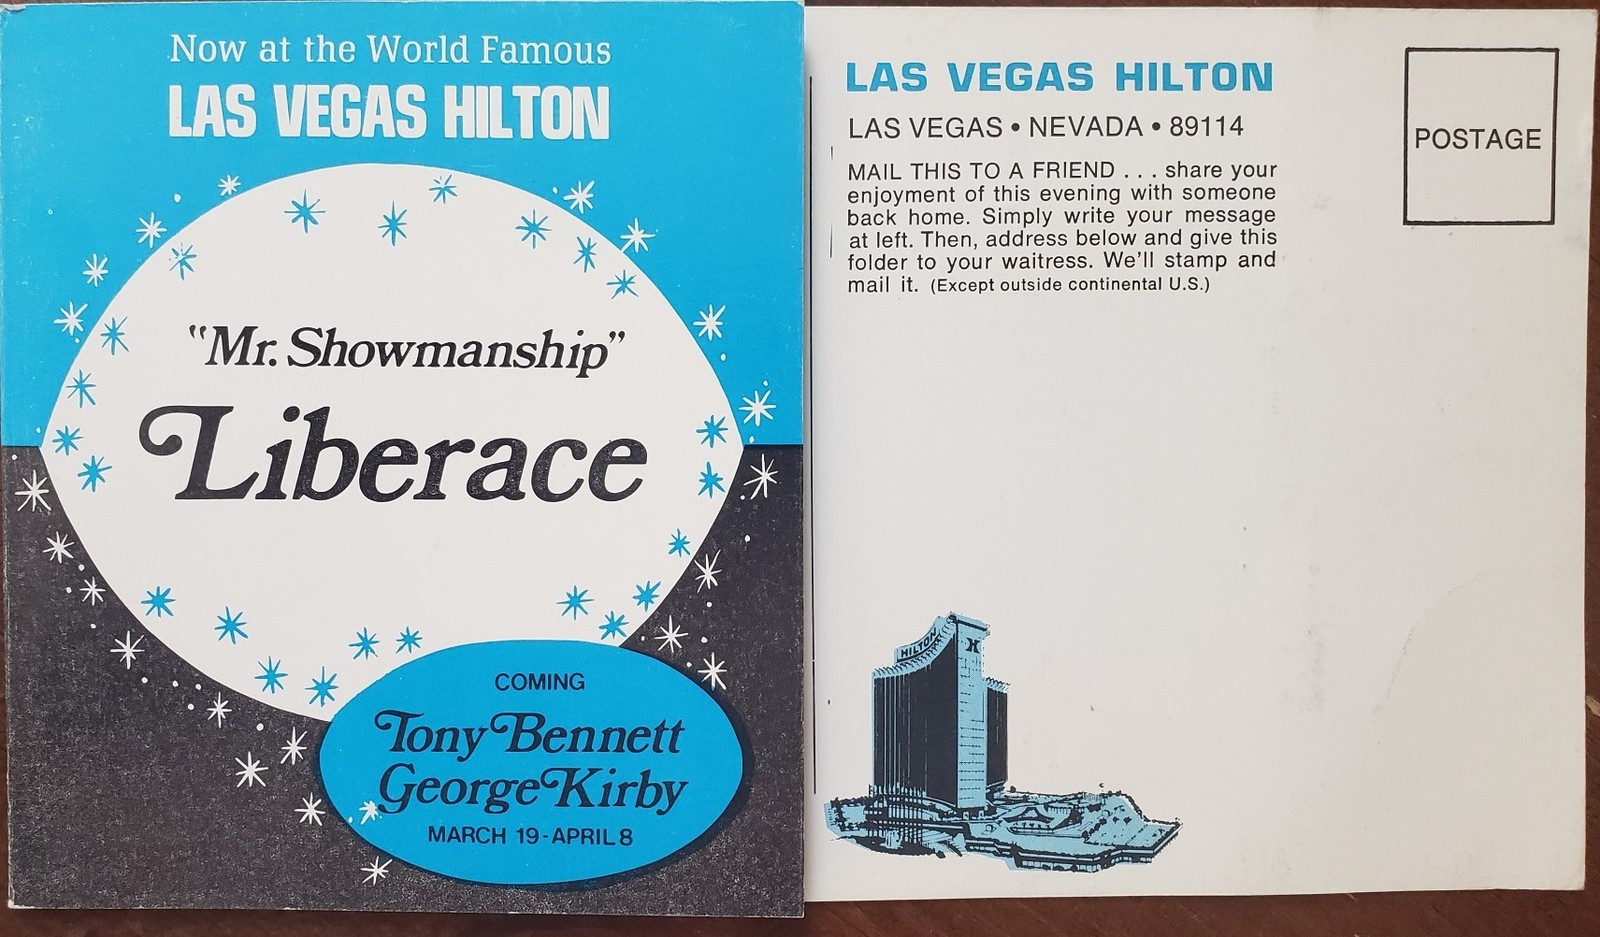 Now at the World Famous
LAS VEGAS HILTON
"Mr. Showmanship"
Liberace
COMING
Tony Bennett
George Kirby
MARCH 19-APRIL 8
LAS VEGAS HILTON
LAS VEGAS • NEVADA • 89114
MAIL THIS TO A FRIEND . . . share your
enjoyment of this evening with someone
back home. Simply write your message
at left. Then, address below and give this
folder to your waitress. We'll stamp and
mail it. (Except outside continental U.S.)
POSTAGE
HILTON
H